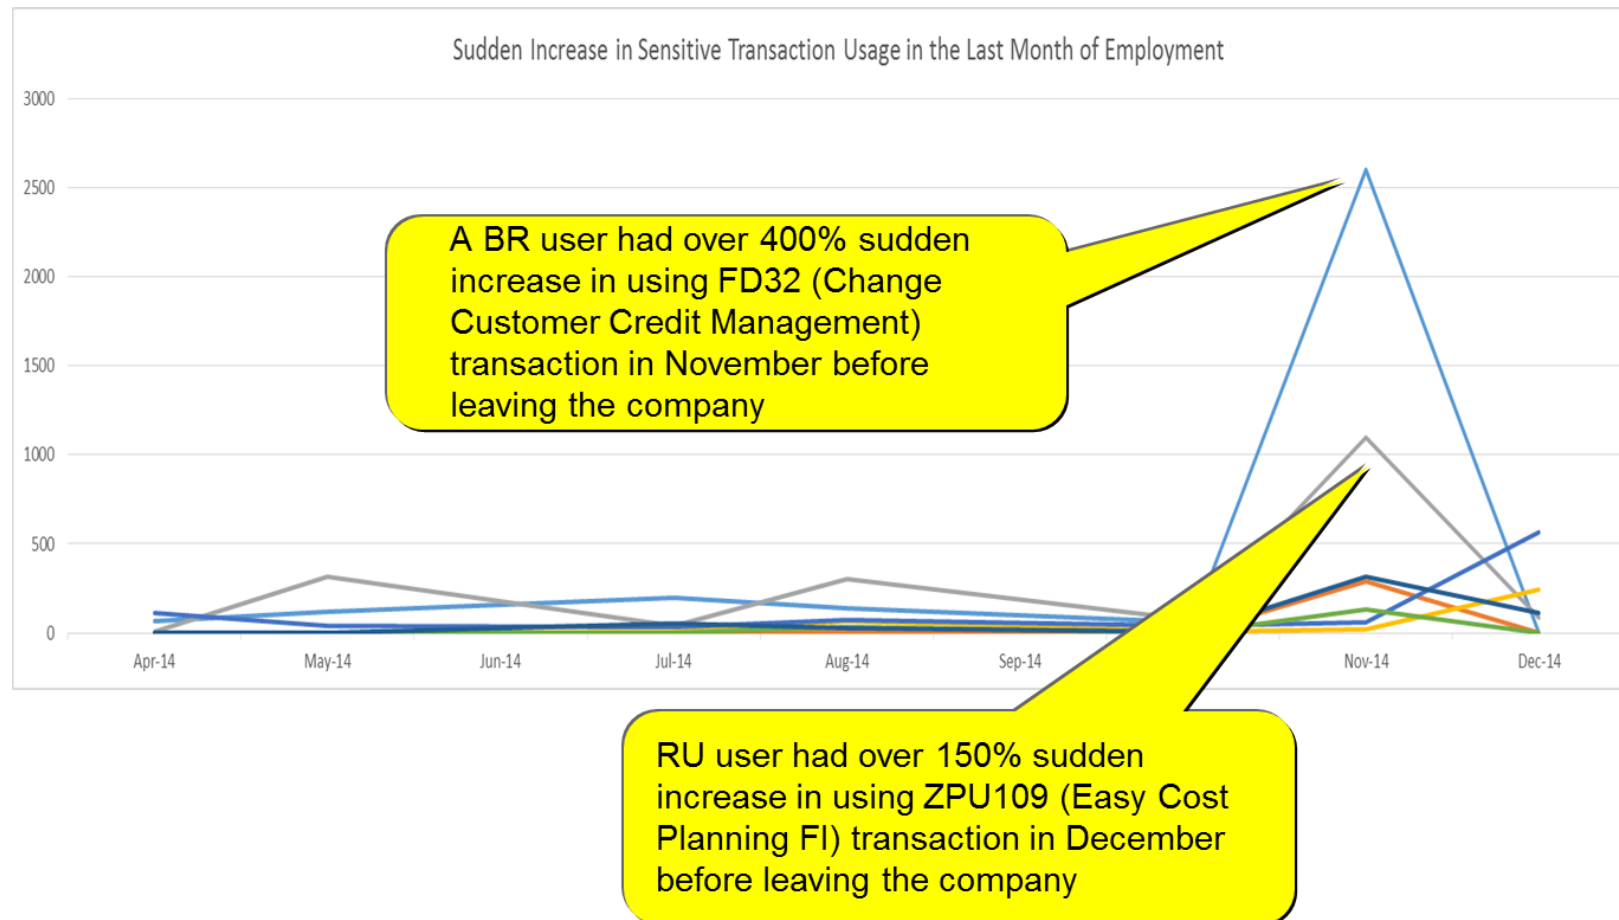 Sudden Increase in Sensitive Transaction Usage in the Last Month of Employment
3000
2500
2000
1500
1000
500
0
A BR user had over 400% sudden
increase in using FD32 (Change
Customer Credit Management)
transaction in November before
leaving the company
Apr-14 May-14 Jun-14 Jul-14 Aug-14 Sep-14 Nov-14 Dec-14
RU user had over 150% sudden
increase in using ZPU109 (Easy Cost
Planning FI) transaction in December
before leaving the company